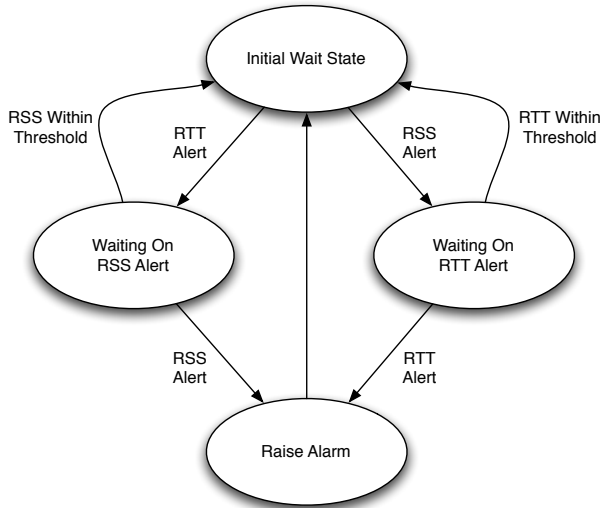 Initial Wait State
RSS Within
Threshold
RTT
Alert
RSS
Alert
RTT Within
Threshold
Waiting On
RSS Alert
Waiting On
RTT Alert
RSS
Alert
RTT
Alert
Raise Alarm